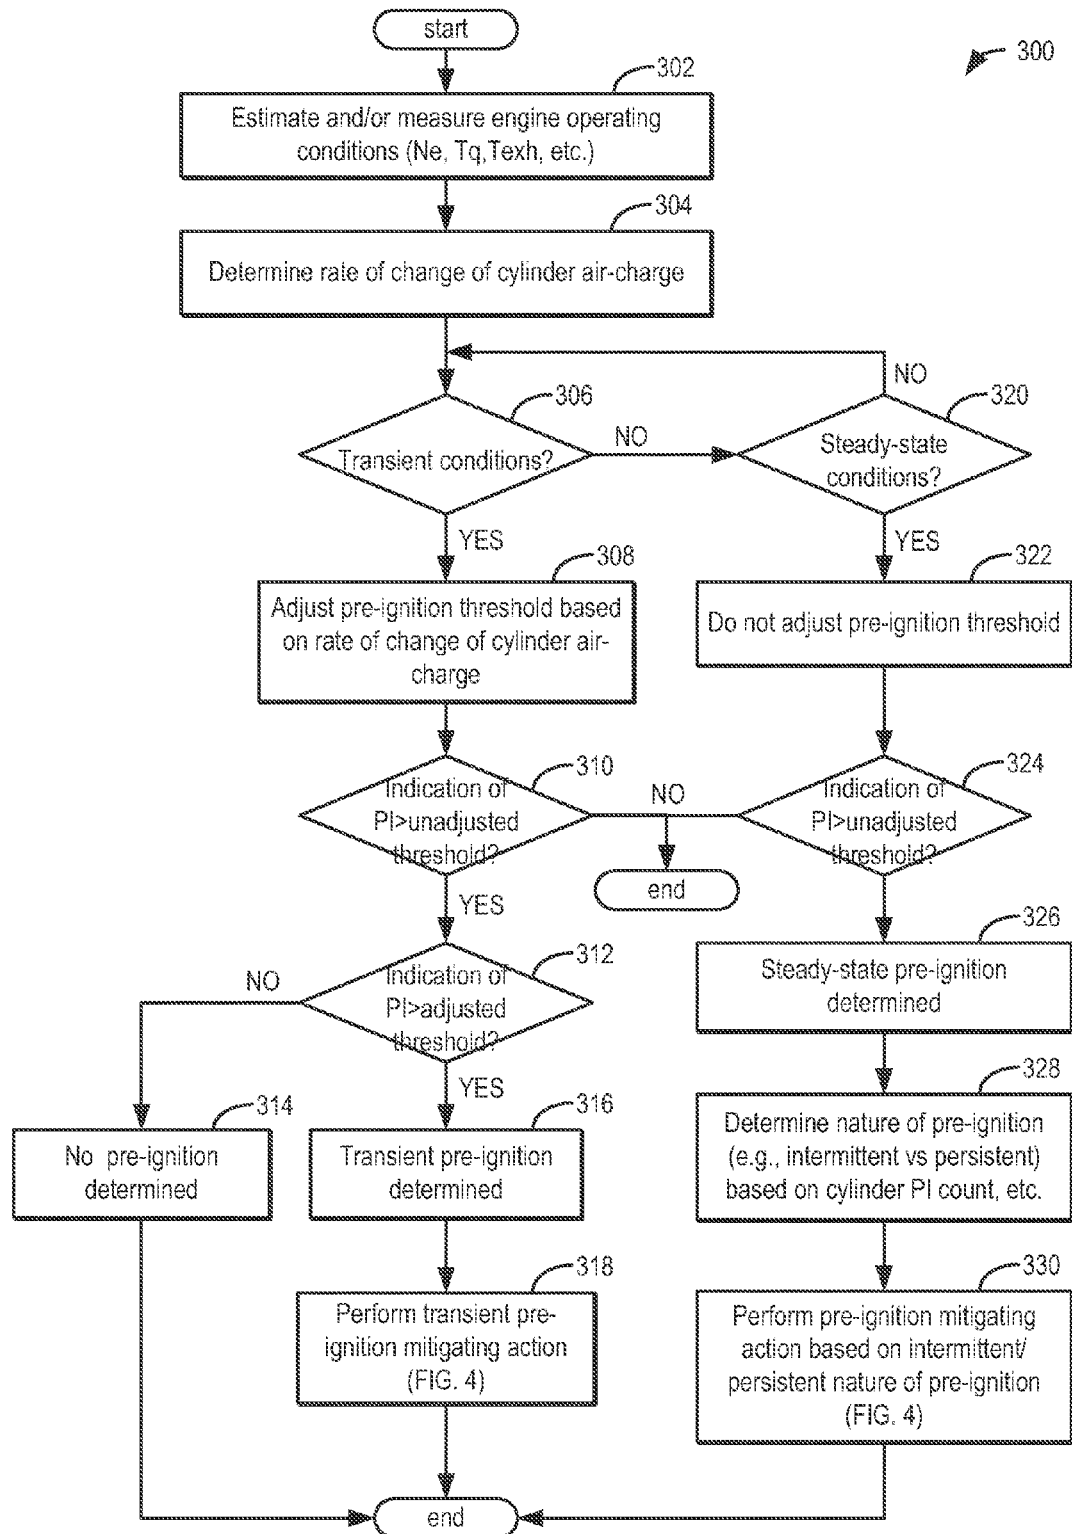 start
300
302
Estimate and/or measure engine operating
conditions (Ne, Tq,Texh, etc.)
304
Determine rate of change of cylinder air-charge
NO
306
320
Transient conditions?
NO
Steady-state
conditions?
YES
YES
308
322
Adjust pre-ignition threshold based
on rate of change of cylinder air-
charge
Do not adjust pre-ignition threshold
310
324
Indication of
PI>unadjusted
threshold?
NO
Indication of
PI>unadjusted
threshold?
end
YES
326
312
NO
Indication of
PI>adjusted
threshold?
Steady-state pre-ignition
determined
YES
328
314
316
No pre-ignition
determined
Transient pre-ignition
determined
Determine nature of pre-ignition
(e.g., intermittent vs persistent)
based on cylinder PI count, etc.
318
330
Perform transient pre-
ignition mitigating action
(FIG. 4)
Perform pre-ignition mitigating
action based on intermittent/
persistent nature of pre-ignition
(FIG. 4)
end